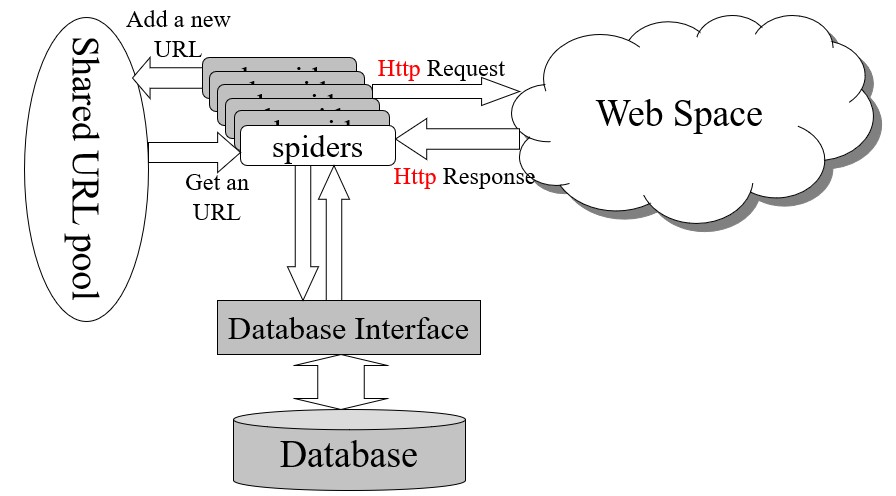 Add a new
URL
Shared URL pool
Http Request
Web Space
spiders
Http Response
Get an
URL
Database Interface
Database